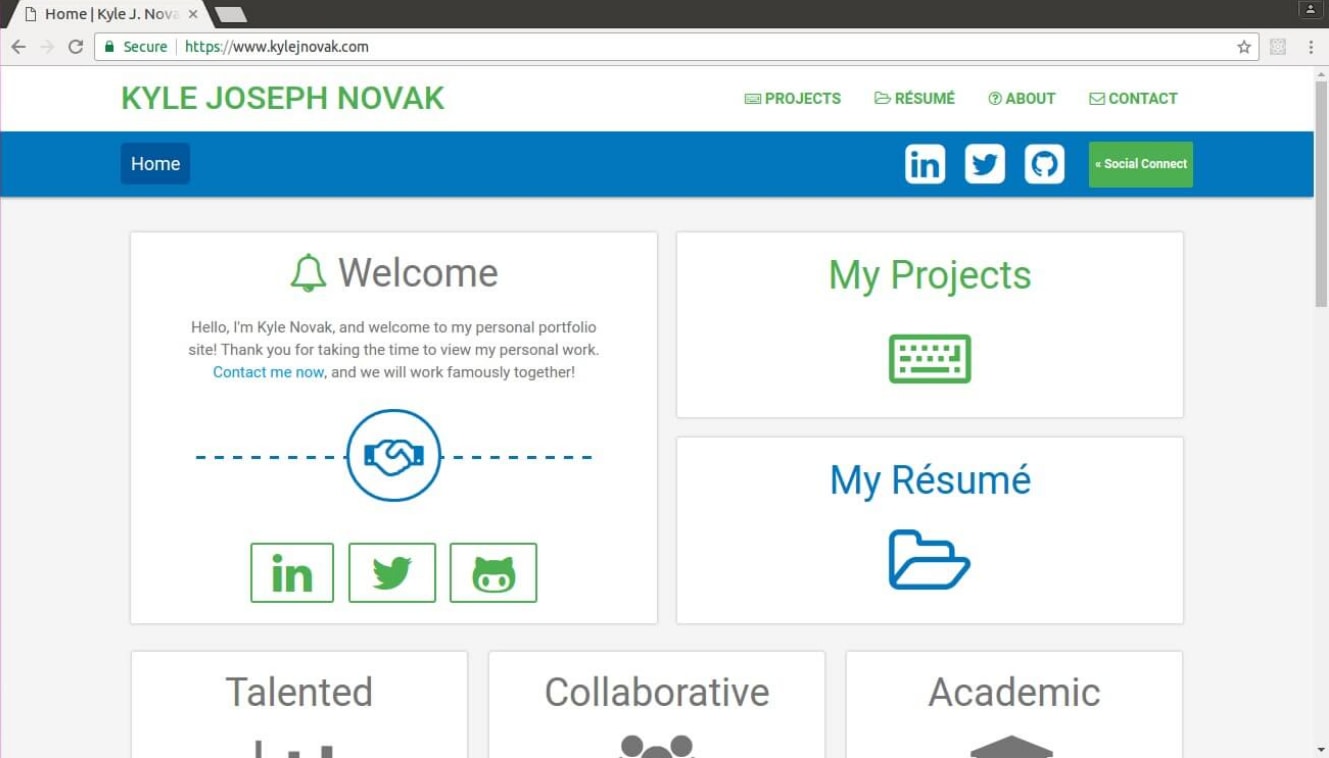 Home | Kyle J. Nova
Secure https://www.kylejnovak.com
KYLE JOSEPH NOVAK
PROJECTS
RÉSUMÉ
ABOUT
CONTACT
Home
in
« Social Connect
Welcome
Hello, I'm Kyle Novak, and welcome to my personal portfolio
site! Thank you for taking the time to view my personal work.
Contact me now, and we will work famously together!
in
My Projects
My Résumé
Talented
Collaborative
Academic